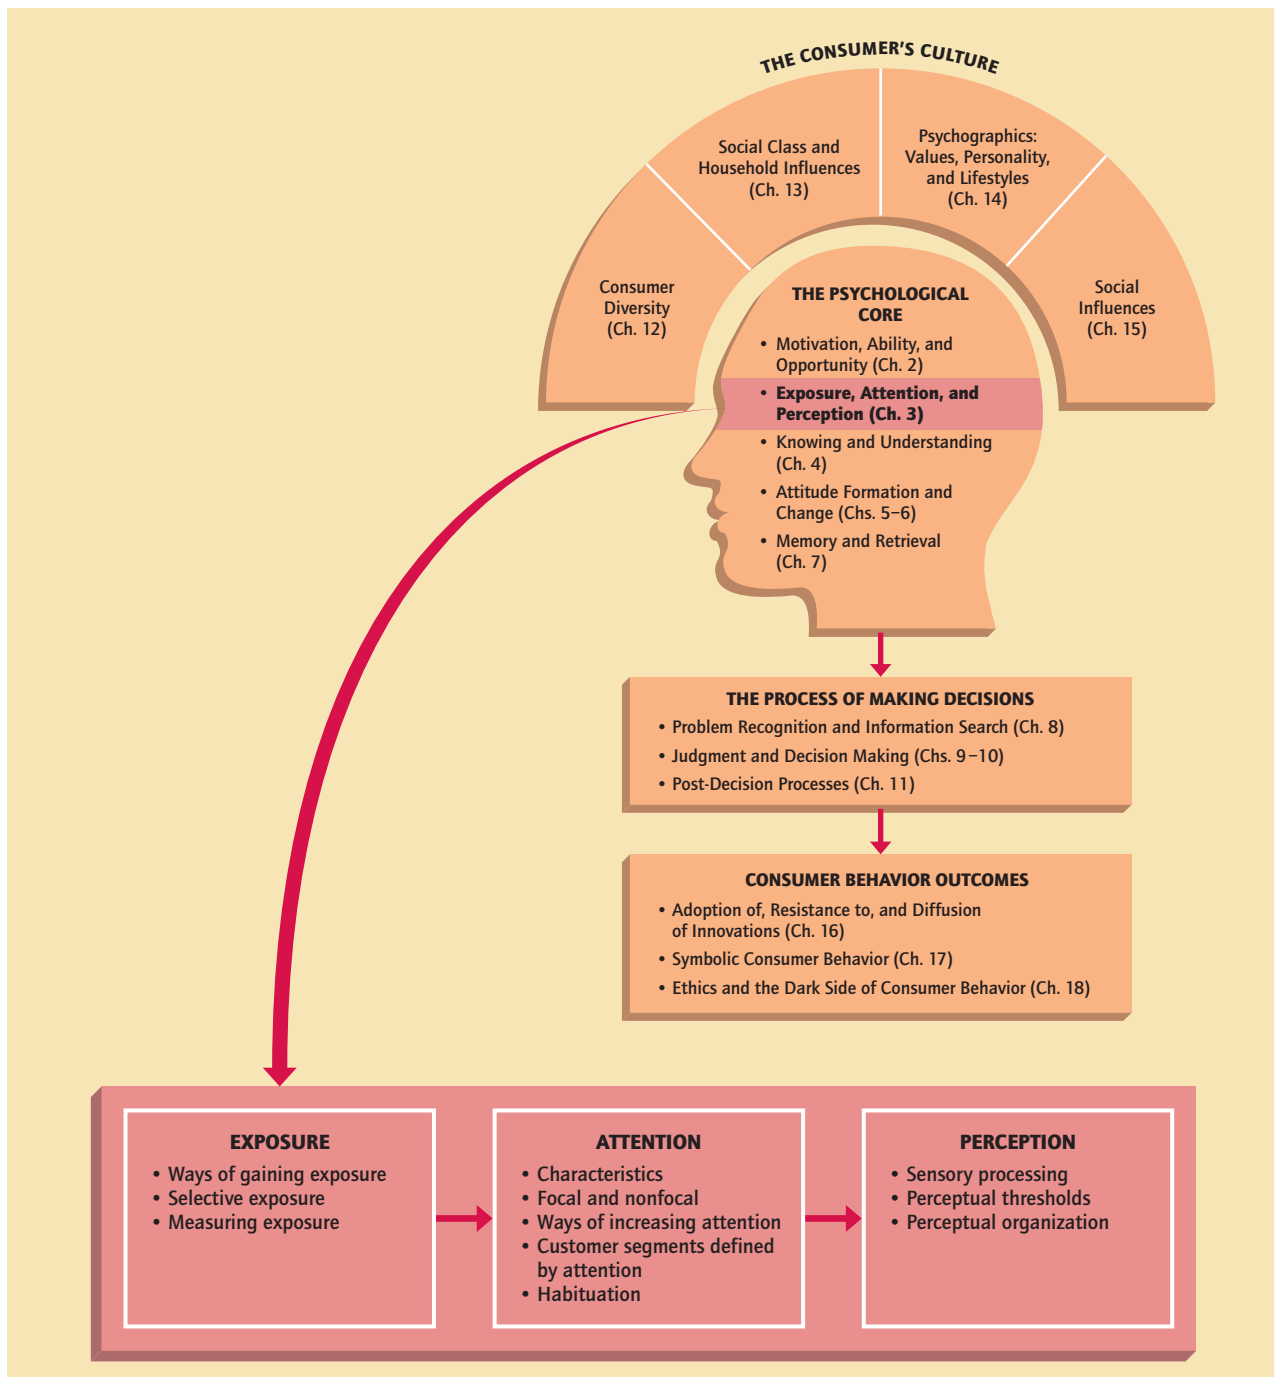 THE CONSUMER'S CULTURE
Consumer
Diversity
(Ch. 12)
Social Class and
Household Influences
(Ch. 13)
Psychographics:
Values, Personality,
and Lifestyles
(Ch. 14)
Social
Influences
(Ch. 15)
THE PSYCHOLOGICAL
CORE
• Motivation, Ability, and
Opportunity (Ch. 2)
• Exposure, Attention, and
Perception (Ch. 3)
• Knowing and Understanding
(Ch. 4)
• Attitude Formation and
Change (Chs. 5–6)
• Memory and Retrieval
(Ch. 7)
THE PROCESS OF MAKING DECISIONS
• Problem Recognition and Information Search (Ch. 8)
• Judgment and Decision Making (Chs. 9–10)
• Post-Decision Processes (Ch. 11)
CONSUMER BEHAVIOR OUTCOMES
• Adoption of, Resistance to, and Diffusion
of Innovations (Ch. 16)
• Symbolic Consumer Behavior (Ch. 17)
• Ethics and the Dark Side of Consumer Behavior (Ch. 18)
EXPOSURE
• Ways of gaining exposure
• Selective exposure
• Measuring exposure
ATTENTION
• Characteristics
• Focal and nonfocal
• Ways of increasing attention
• Customer segments defined
by attention
• Habituation
PERCEPTION
• Sensory processing
• Perceptual thresholds
• Perceptual organization